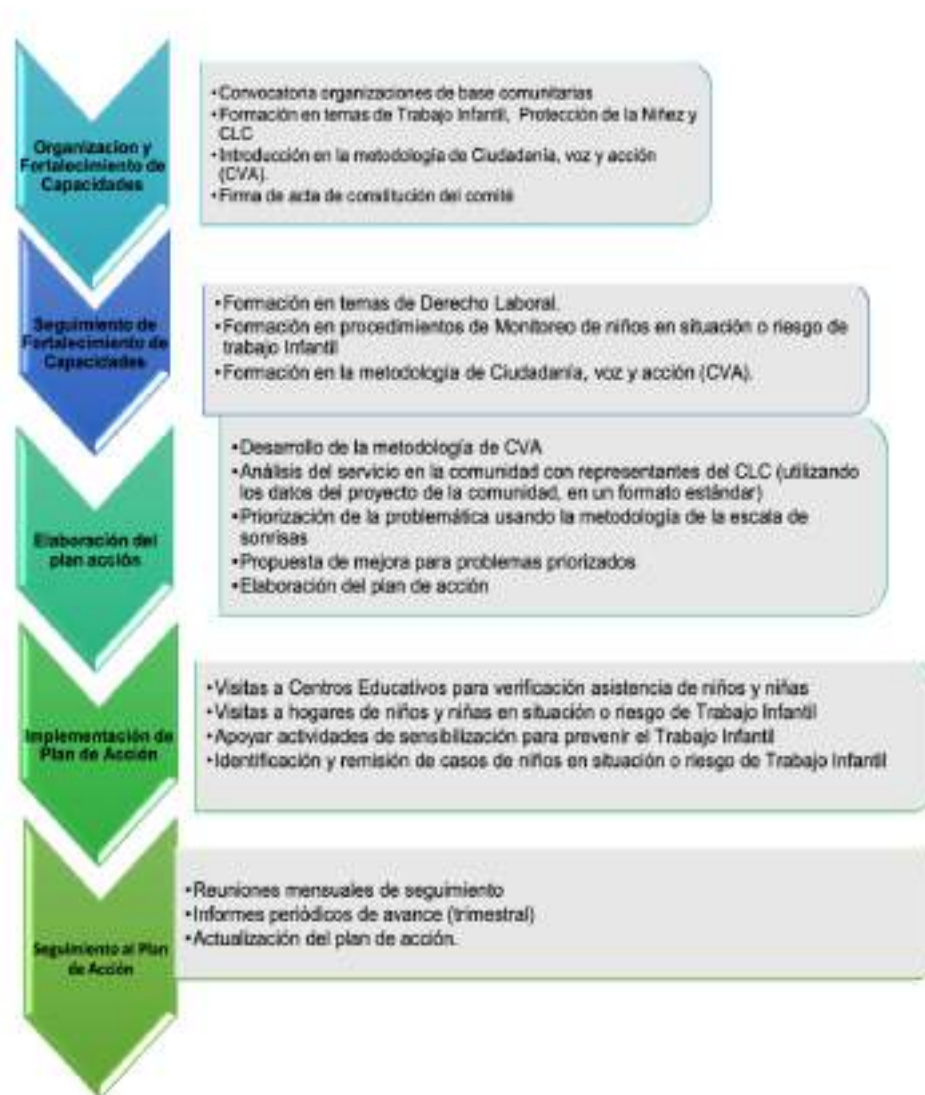 Organizacion y
Fortalecimiento de
Capacidades
•Convocatoria organizaciones de base comunitarias
•Formación en temas de Trabajo Infantil, Protección de la Niñez y
CLC
•Introducción en la metodología de Ciudadanía, voz y acción
(CVA).
•Firma de acta de constitución del comité
Seguimiento de
Fortalecimiento de
Capacidades
•Formación en temas de Derecho Laboral.
•Formación en procedimientos de Monitoreo de niños en situación o riesgo de
trabajo Infantil
•Formación en la metodología de Ciudadanía, voz y acción (CVA).
Elaboración del
plan acción
•Desarrollo de la metodología de CVA
•Análisis del servicio en la comunidad con representantes del CLC (utilizando
los datos del proyecto de la comunidad, en un formato estándar)
•Priorización de la problemática usando la metodología de la escala de
sonrisas
•Propuesta de mejora para problemas priorizados
•Elaboración del plan de acción
Implementación de
Plan de Acción
•Visitas a Centros Educativos para verificación asistencia de niños y niñas
•Visitas a hogares de niños y niñas en situación o riesgo de Trabajo Infantil
•Apoyar actividades de sensibilización para prevenir el Trabajo Infantil
•Identificación y remisión de casos de niños en situación o riesgo de Trabajo Infantil
Seguimiento al Plan
de Acción
•Reuniones mensuales de seguimiento
•Informes periódicos de avance (trimestral)
•Actualización del plan de acción.